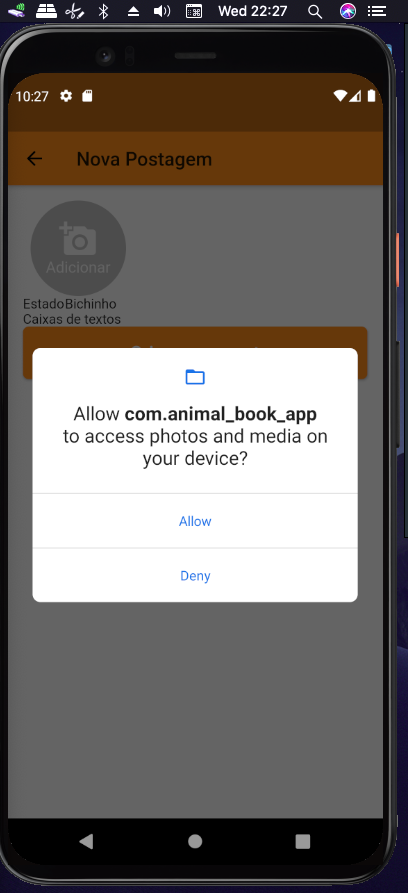 Wed 22:27
10:27
Nova Postagem
Adicionar
EstadoBichinho
Caixas de textos
Allow com.animal_book_app
to access photos and media on
your device?
Allow
Deny